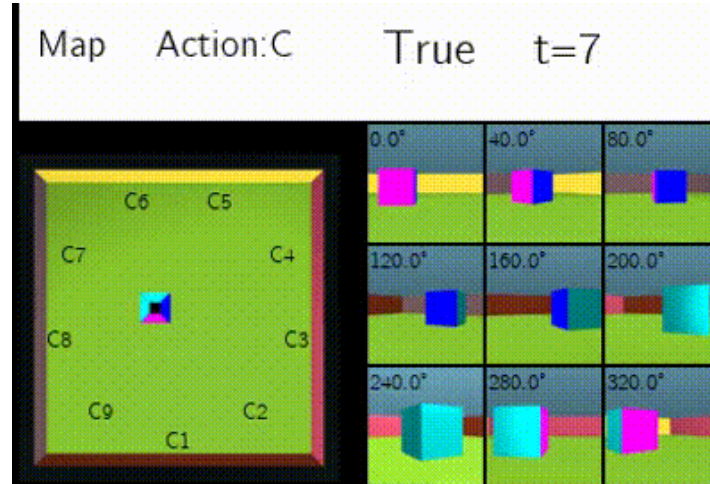 Map Action:C True t=7
0.0° 40.0° 80.0°
C6 C5
C7 C4
120.0° 160.0° 200.0°
C8 C3
240.0° 280.0° 320.0°
C9 C2
C1